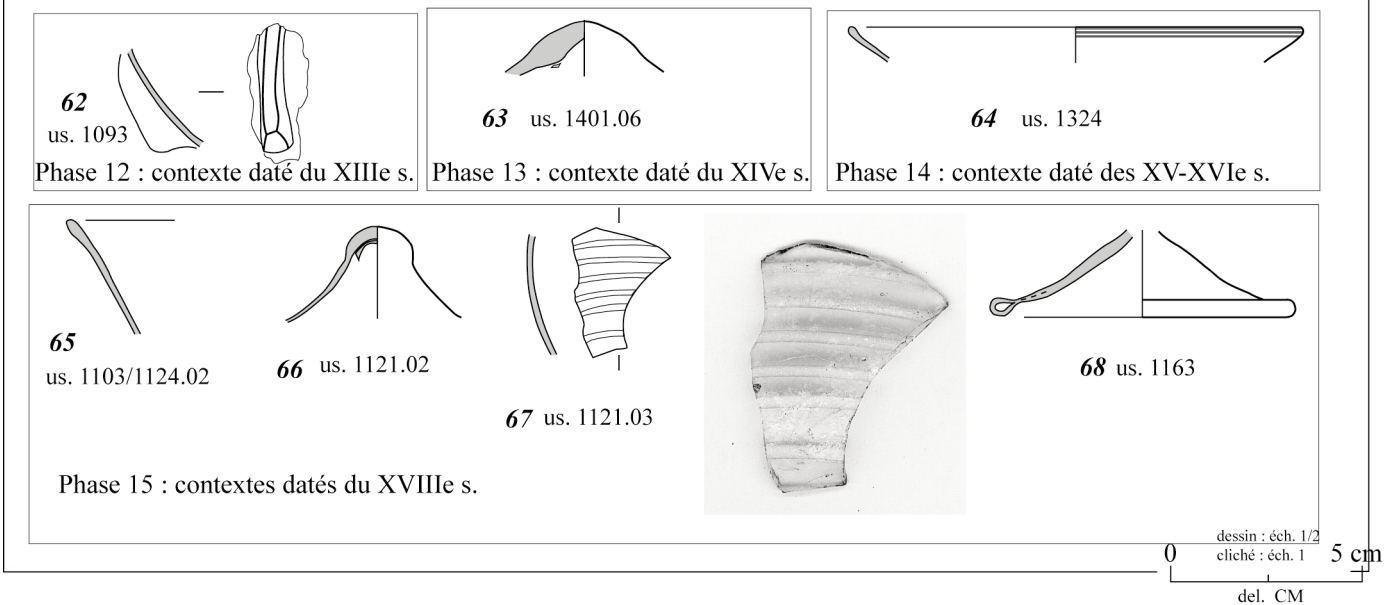 62
us. 1093
Phase 12 : contexte daté du XIIIe s.
63 us. 1401.06
Phase 13 : contexte daté du XIVe s.
64 us. 1324
Phase 14 : contexte daté des XV-XVIe s.
65
us. 1103/1124.02
66 us. 1121.02
67 us. 1121.03
68 us. 1163
Phase 15 : contextes datés du XVIIIe s.
dessin : éch. 1/2
0 cliché : éch. 1 5 cm
del. CM